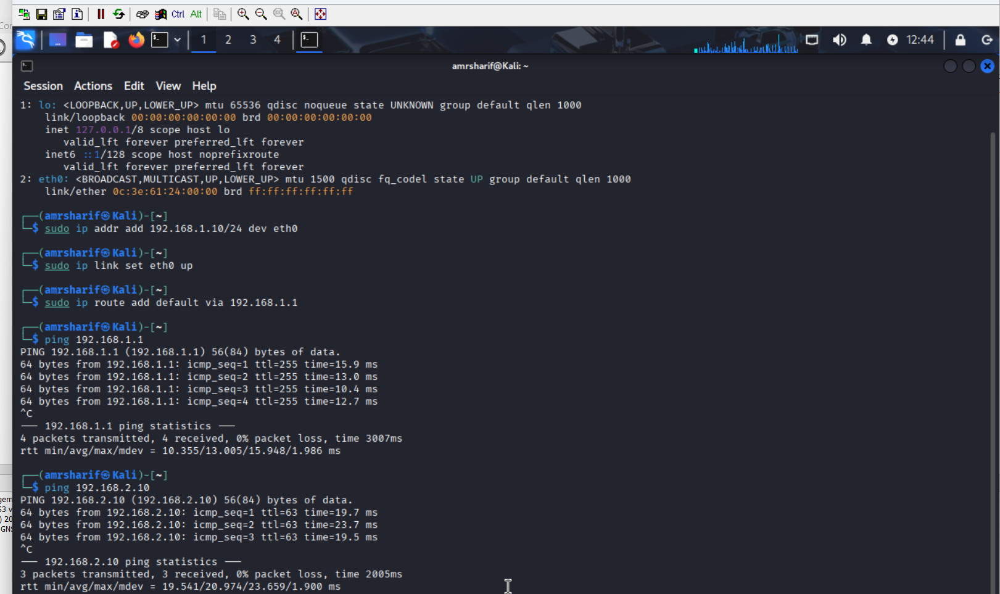 Ctrl Alt
1 2 3 4 12:44
amrsharif@Kali: ~
Session Actions Edit View Help
1: lo: <LOOPBACK,UP,LOWER_UP> mtu 65536 qdisc noqueue state UNKNOWN group default qlen 1000
link/loopback 00:00:00:00:00:00 brd 00:00:00:00:00:00
inet 127.0.0.1/8 scope host lo
valid_lft forever preferred_lft forever
inet6 ::1/128 scope host noprefixroute
valid_lft forever preferred_lft forever
2: eth0: <BROADCAST,MULTICAST,UP,LOWER_UP> mtu 1500 qdisc fq_codel state UP group default qlen 1000
link/ether 0c:3e:61:24:00:00 brd ff:ff:ff:ff:ff:ff
┌──(amrsharif㉿Kali)-[~]
└─$ sudo ip addr add 192.168.1.10/24 dev eth0
┌──(amrsharif㉿Kali)-[~]
└─$ sudo ip link set eth0 up
┌──(amrsharif㉿Kali)-[~]
└─$ sudo ip route add default via 192.168.1.1
┌──(amrsharif㉿Kali)-[~]
└─$ ping 192.168.1.1
PING 192.168.1.1 (192.168.1.1) 56(84) bytes of data.
64 bytes from 192.168.1.1: icmp_seq=1 ttl=255 time=15.9 ms
64 bytes from 192.168.1.1: icmp_seq=2 ttl=255 time=13.0 ms
64 bytes from 192.168.1.1: icmp_seq=3 ttl=255 time=10.4 ms
64 bytes from 192.168.1.1: icmp_seq=4 ttl=255 time=12.7 ms
^C
--- 192.168.1.1 ping statistics ---
4 packets transmitted, 4 received, 0% packet loss, time 3007ms
rtt min/avg/max/mdev = 10.355/13.005/15.948/1.986 ms
┌──(amrsharif㉿Kali)-[~]
└─$ ping 192.168.2.10
PING 192.168.2.10 (192.168.2.10) 56(84) bytes of data.
64 bytes from 192.168.2.10: icmp_seq=1 ttl=63 time=19.7 ms
64 bytes from 192.168.2.10: icmp_seq=2 ttl=63 time=23.7 ms
64 bytes from 192.168.2.10: icmp_seq=3 ttl=63 time=19.5 ms
^C
--- 192.168.2.10 ping statistics ---
3 packets transmitted, 3 received, 0% packet loss, time 2005ms
rtt min/avg/max/mdev = 19.541/20.974/23.659/1.900 ms